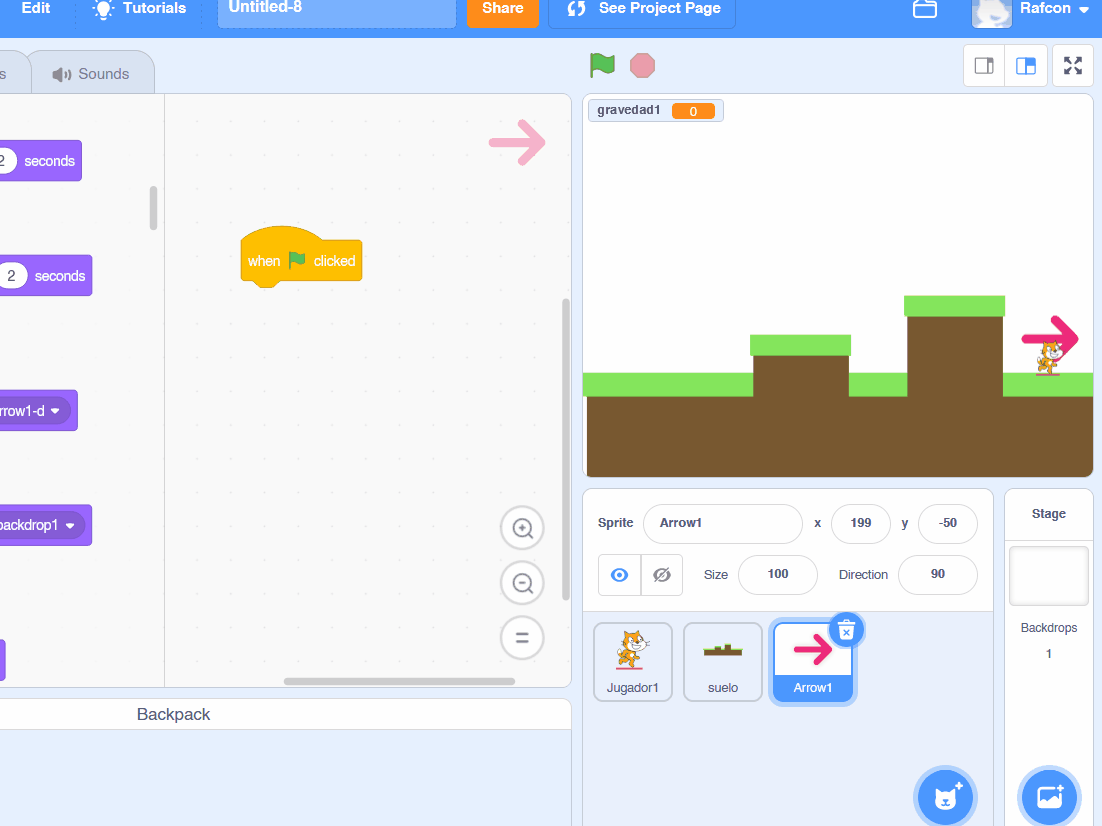 Edit Tutorials Untitled-8 Share See Project Page Rafcon
s Sounds
gravedad1 0
2 seconds
when clicked
2 seconds
rrow1-d
backdrop1
Sprite Arrow1 x 199 y -50
Size 100 Direction 90
Stage
Backdrops
1
Jugador1 suelo Arrow1
Backpack